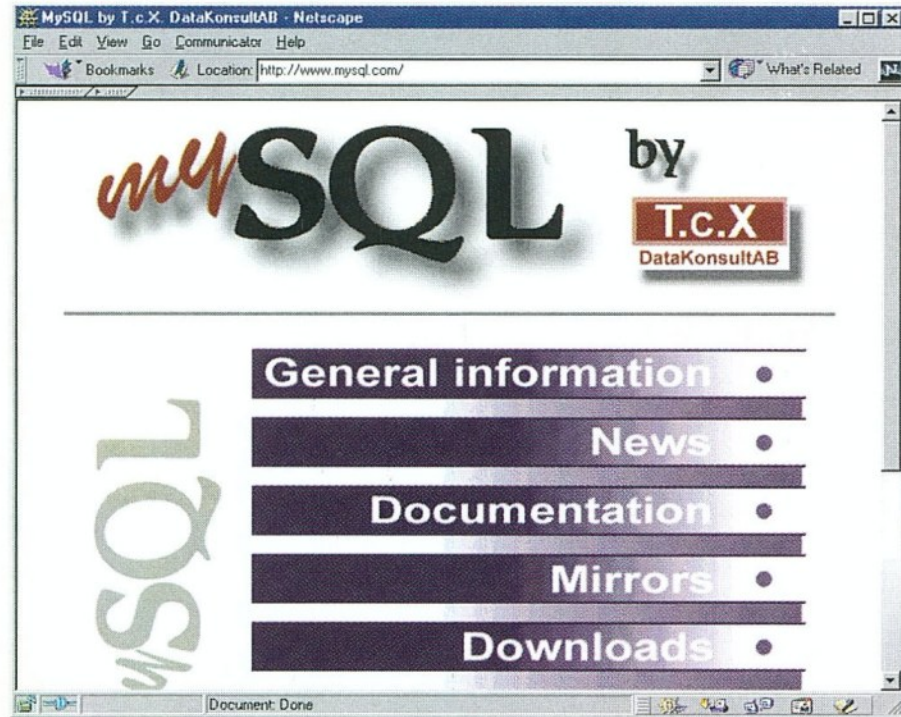 MySQL by T.c.X. DataKonsultAB - Netscape
File Edit View Go Communicator Help
Bookmarks Location: http://www.mysql.com/ What's Related
mySQL by
T.c.X
DataKonsultAB
General information
News
Documentation
Mirrors
Downloads
mySQL
Document: Done